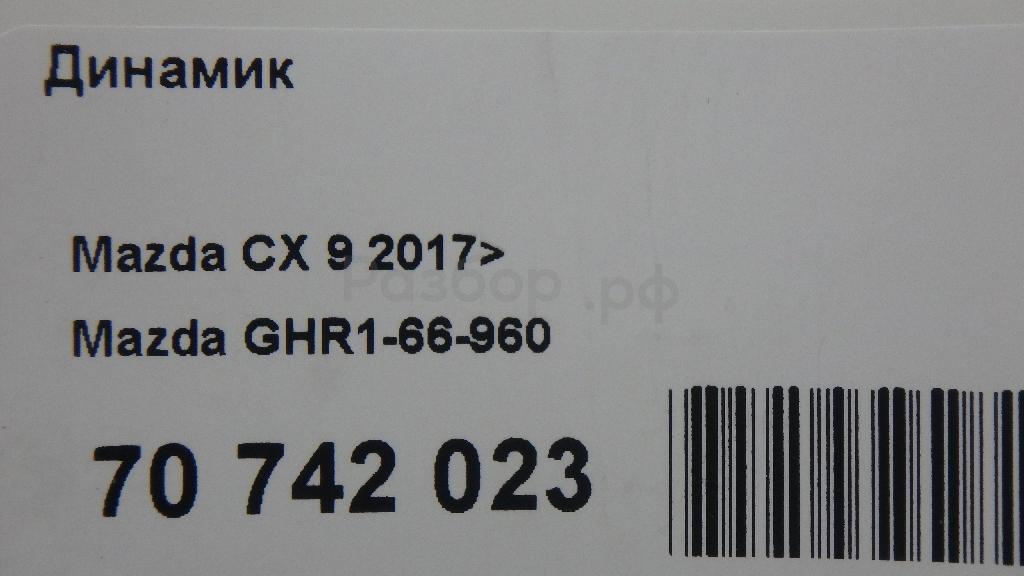 Динамик
Mazda CX 9 2017>
Разбор.рф
Mazda GHR1-66-960
70 742 023